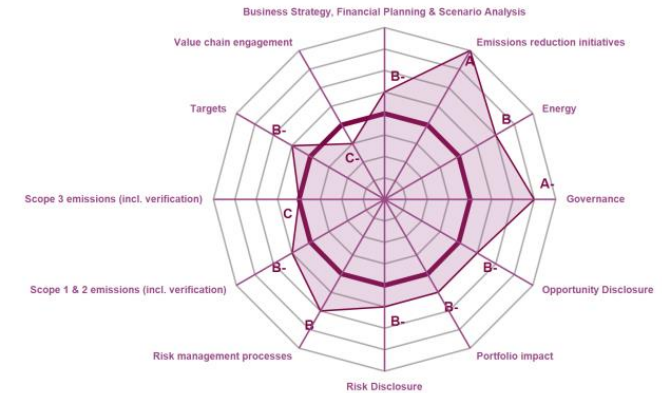 Business Strategy, Financial Planning & Scenario Analysis
Value chain engagement
Emissions reduction initiatives
A
B-
Targets
Energy
B
B-
C-
A-
Scope 3 emissions (incl. verification)
Governance
C
B-
B-
Scope 1 & 2 emissions (incl. verification)
Opportunity Disclosure
B-
B
B-
Risk management processes
Portfolio impact
Risk Disclosure